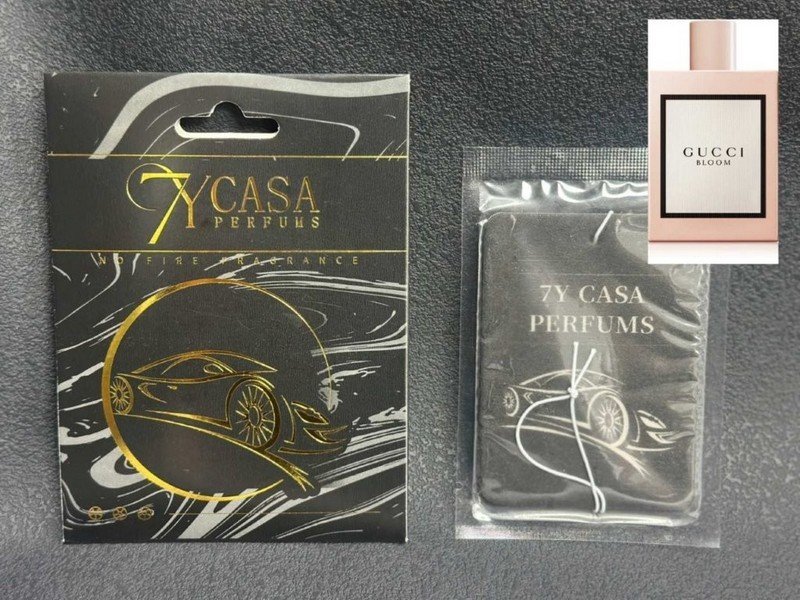 7YCASA
PERFUMS
NO FIRE FRAGRANCE
7Y CASA
PERFUMS
GUCCI
BLOOM